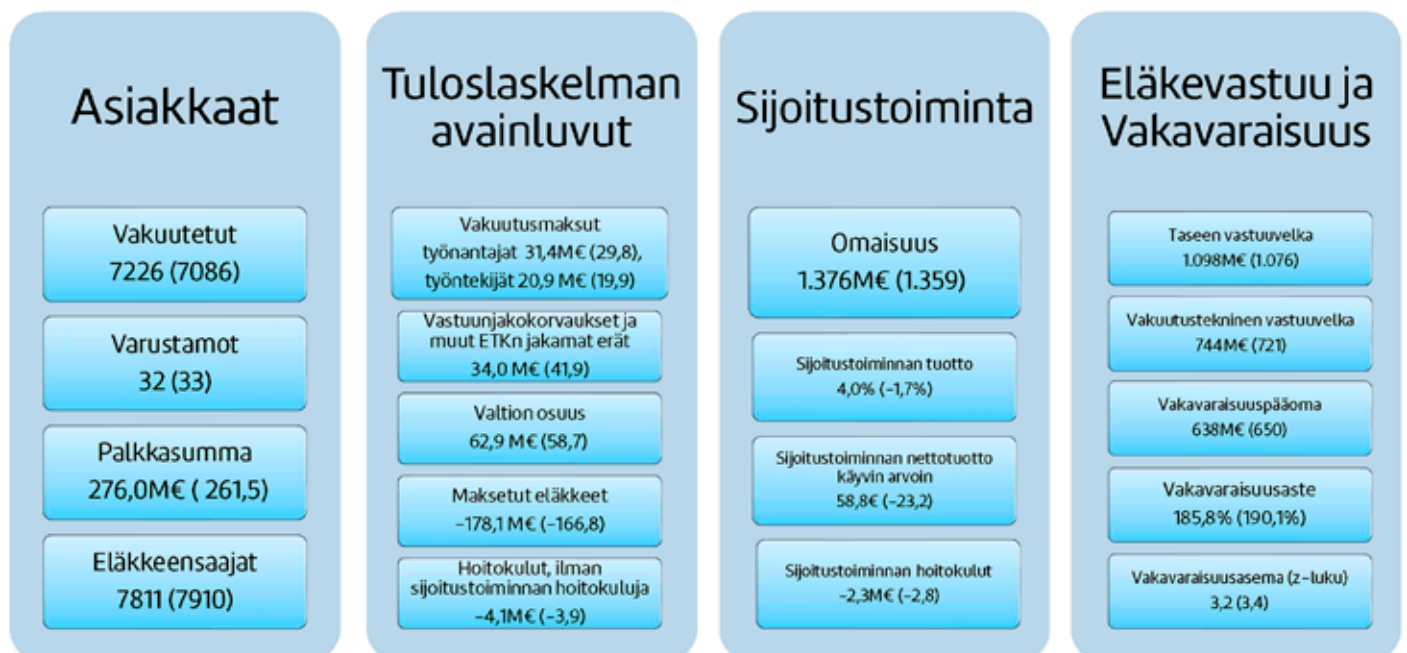 Asiakkaat
Vakuutetut
7226 (7086)
Varustamot
32 (33)
Palkkasumma
276,0M€ ( 261,5)
Eläkkeensaajat
7811 (7910)
Tuloslaskelman
avainluvut
Vakuutusmaksut
työnantajat 31,4M€ (29,8),
työntekijät 20,9 M€ (19,9)
Vastuunjakokorvaukset ja
muut ETKn jakamat erät
34,0 M€ (41,9)
Valtion osuus
62,9 M€ (58,7)
Maksetut eläkkeet
-178,1 M€ (-166,8)
Hoitokulut, ilman
sijoitustoiminnan hoitokuluja
-4,1M€ (-3,9)
Sijoitustoiminta
Omaisuus
1.376M€ (1.359)
Sijoitustoiminnan tuotto
4,0% (-1,7%)
Sijoitustoiminnan nettotuotto
käyvin arvoin
58,8€ (-23,2)
Sijoitustoiminnan hoitokulut
-2,3M€ (-2,8)
Eläkevastuu ja
Vakavaraisuus
Taseen vastuuvelka
1.098M€ (1.076)
Vakuutustekninen vastuuvelka
744M€ (721)
Vakavaraisuuspääoma
638M€ (650)
Vakavaraisuusaste
185,8% (190,1%)
Vakavaraisuusasema (z-luku)
3,2 (3,4)